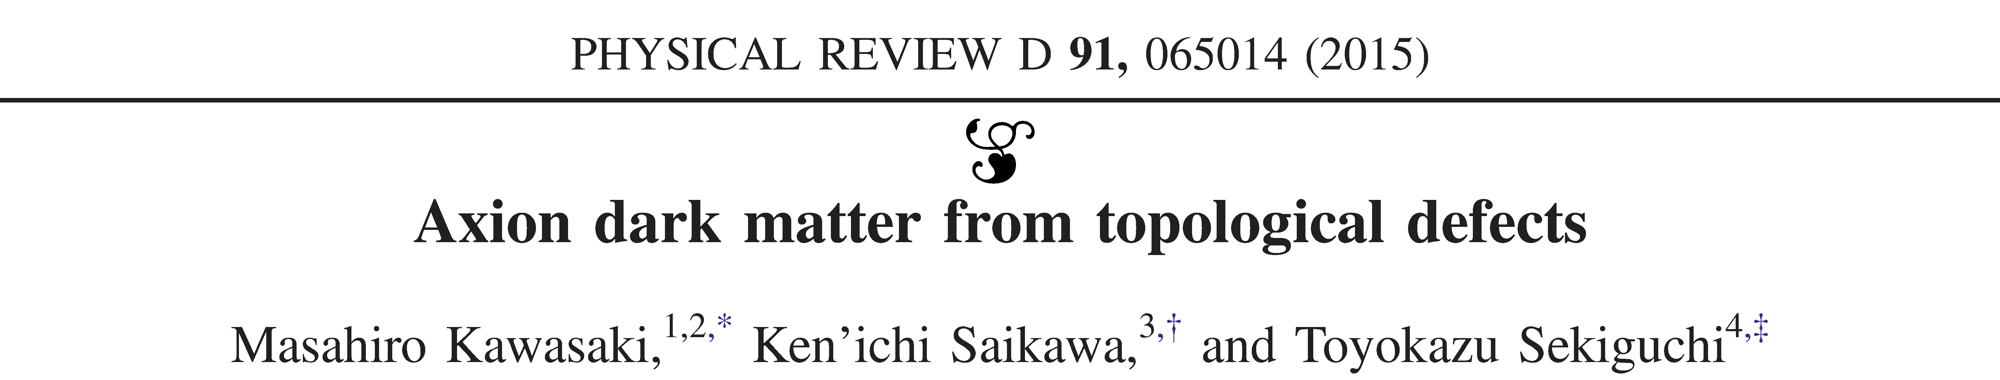 PHYSICAL REVIEW D 91, 065014 (2015)
Axion dark matter from topological defects
Masahiro Kawasaki,1,2,* Ken’ichi Saikawa,3,† and Toyokazu Sekiguchi4,‡